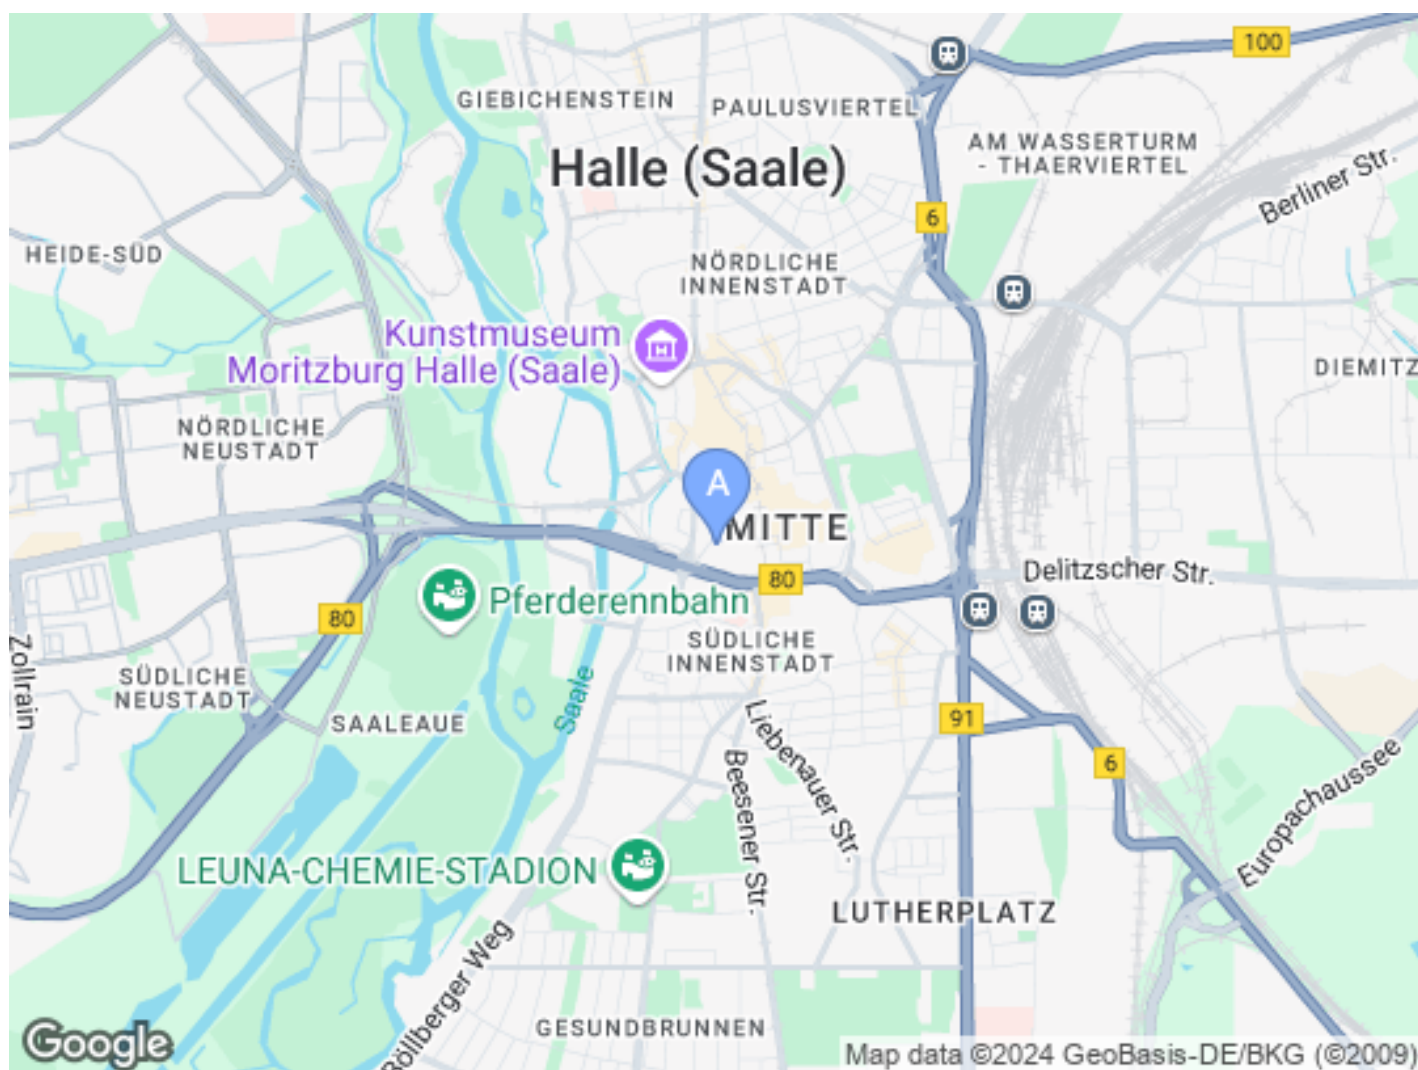 100
GIEBICHENSTEIN
PAULUSVIERTEL
AM WASSERTURM
- THAERVIERTEL
Halle (Saale)
Berliner Str.
6
HEIDE-SÜD
NÖRDLICHE
INNENSTADT
Kunstmuseum
Moritzburg Halle (Saale)
DIEMITZ
NÖRDLICHE
NEUSTADT
A
MITTE
80
Delitzscher Str.
Pferderennbahn
80
Zollrain
SÜDLICHE
INNENSTADT
SÜDLICHE
NEUSTADT
Saale
SAALEAUE
91
Liebenauer Str.
Beesener Str.
6
Europachaussee
LEUNA-CHEMIE-STADION
LUTHERPLATZ
Böllberger Weg
GESUNDBRUNNEN
Google
Map data ©2024 GeoBasis-DE/BKG (©2009)